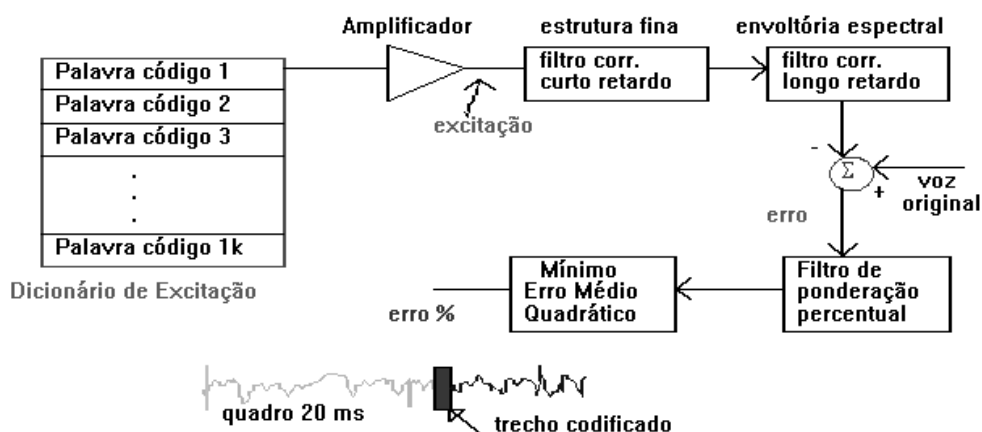 Amplificador
estrutura fina
envoltória espectral
Palavra código 1
Palavra código 2
Palavra código 3
.
.
.
Palavra código 1k
Dicionário de Excitação
excitação
filtro corr.
curto retardo
filtro corr.
longo retardo
-
Σ
+
voz
original
erro
Filtro de
ponderação
percentual
Mínimo
Erro Médio
Quadrático
erro %
quadro 20 ms
trecho codificado